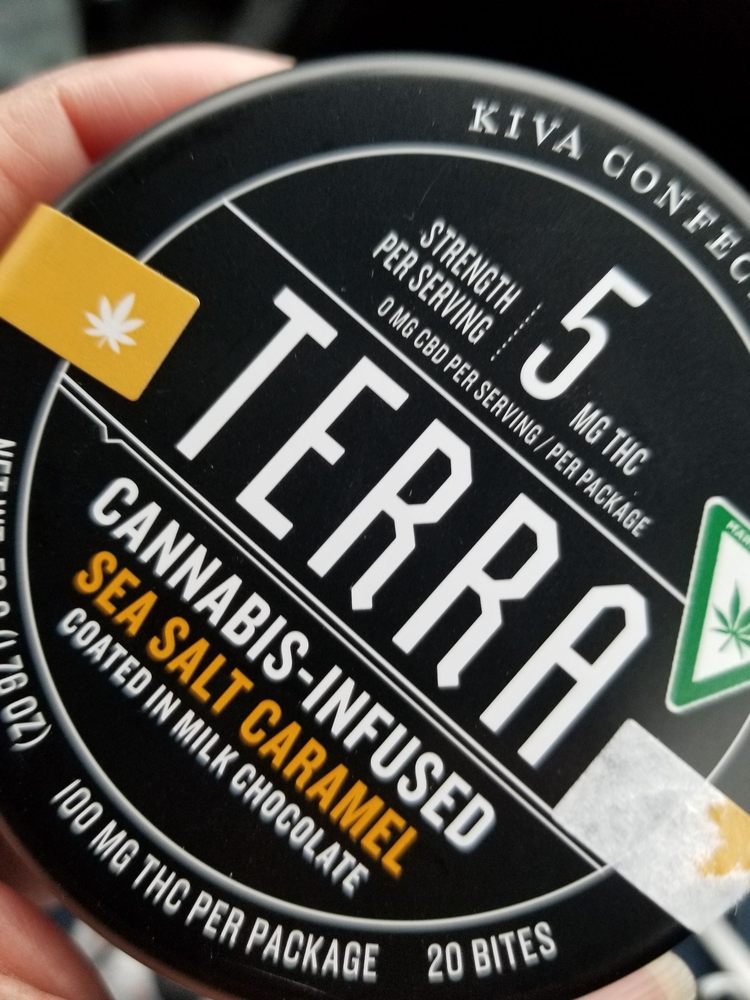 KIVA
STRENGTH
PER SERVING
5
MG THC
0 MG CBD PER SERVING / PER PACKAGE
TERRA
CANNABIS-INFUSED
SEA SALT CARAMEL
COATED IN MILK CHOCOLATE
100 MG THC PER PACKAGE
20 BITES